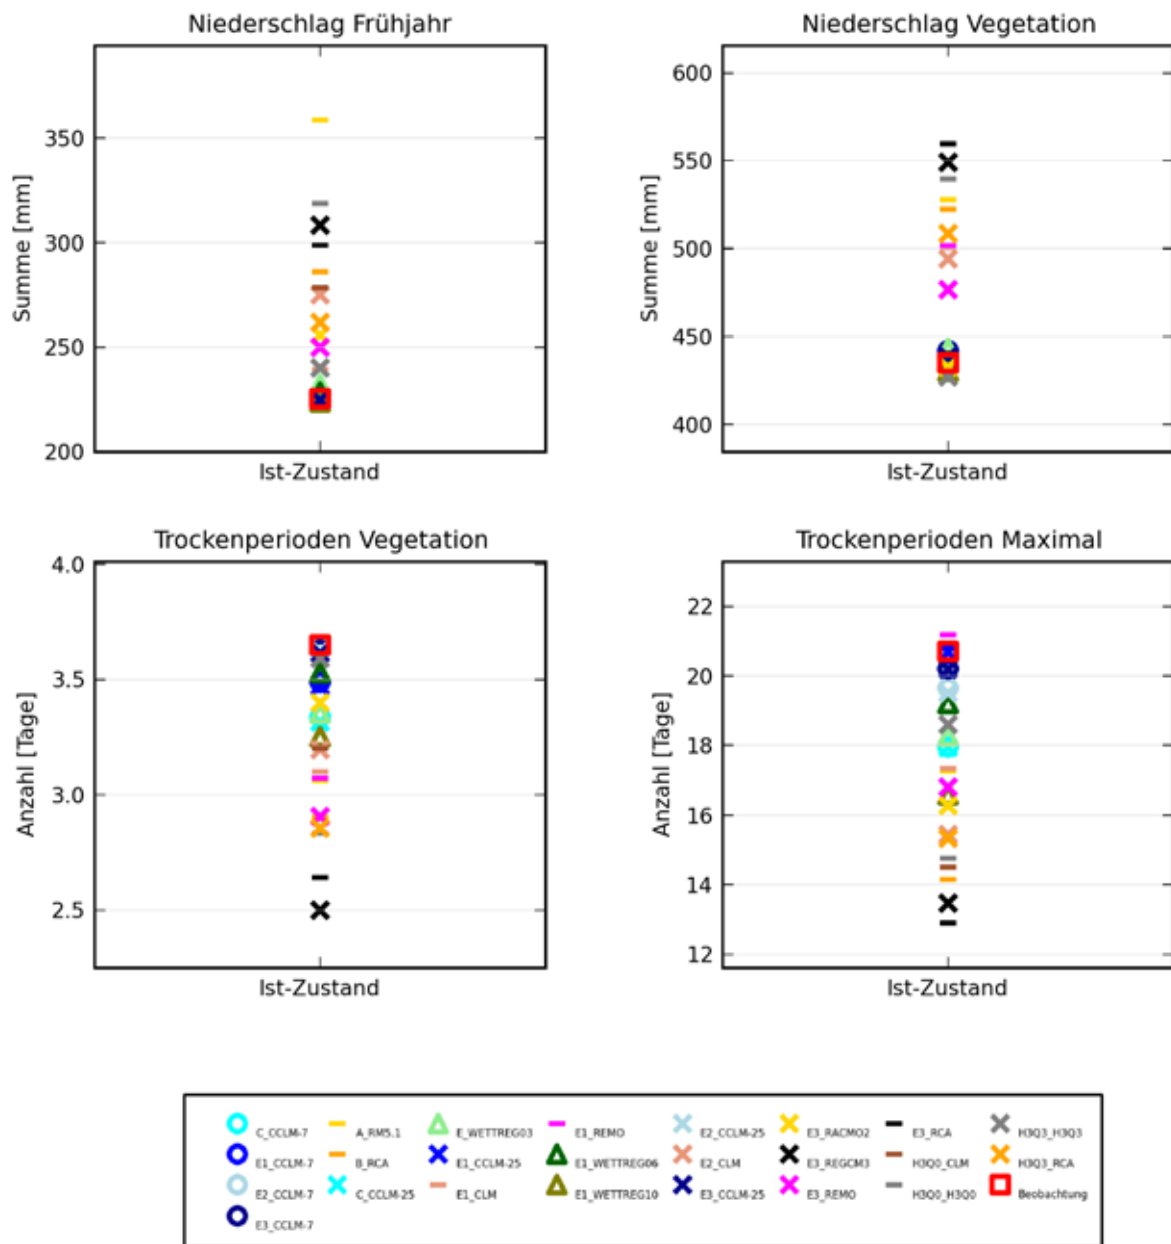 Niederschlag Frühjahr
Niederschlag Vegetation
Summe [mm]
350
300
250
200
Ist-Zustand
Summe [mm]
600
550
500
450
400
Ist-Zustand
Trockenperioden Vegetation
Trockenperioden Maximal
Anzahl [Tage]
4.0
3.5
3.0
2.5
Ist-Zustand
Anzahl [Tage]
22
20
18
16
14
12
Ist-Zustand
C_CCLM-7 A_RM5.1 E_WETTREG03 E1_REMO E2_CCLM-25 E3_RACMO2 E3_RCA H3Q3_H3Q3
E1_CCLM-7 B_RCA E1_CCLM-25 E1_WETTREG06 E2_CLM E3_REGCM3 H3Q0_CLM H3Q3_RCA
E2_CCLM-7 C_CCLM-25 E1_CLM E1_WETTREG10 E3_CCLM-25 E3_REMO H3Q0_H3Q0 Beobachtung
E3_CCLM-7